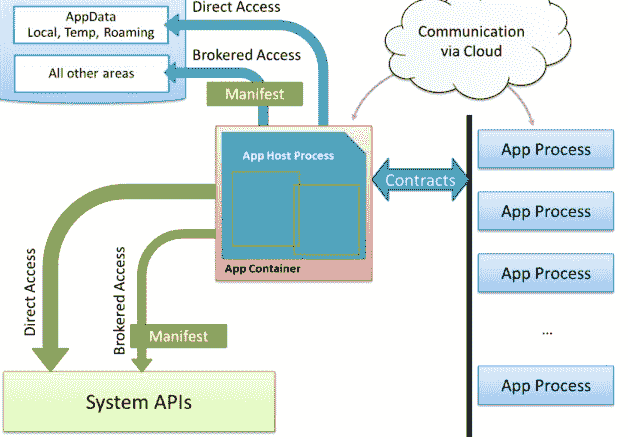 Direct Access
AppData
Local, Temp, Roaming
Brokered Access
All other areas
Manifest
Communication
via Cloud
App Host Process
App Container
Contracts
App Process
App Process
App Process
...
App Process
Direct Access
Brokered Access
Manifest
System APIs